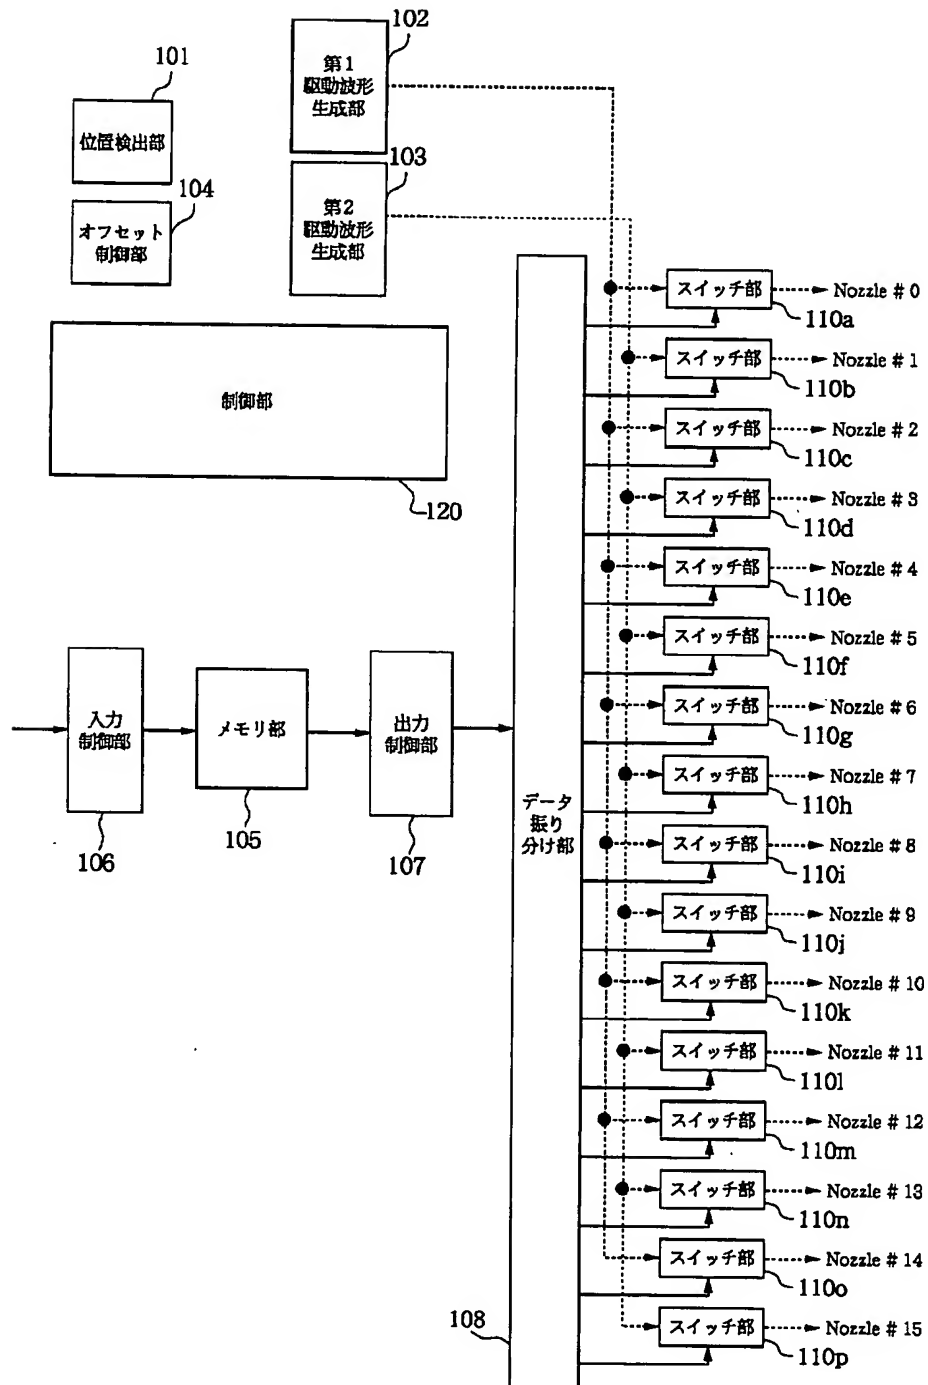 101
位置検出部
102
第1
駆動波形
生成部
103
第2
駆動波形
生成部
104
オフセット
制御部
制御部
120
入力
制御部
106
メモリ部
105
出力
制御部
107
データ
振り
分け部
108
スイッチ部
Nozzle # 0
110a
スイッチ部
Nozzle # 1
110b
スイッチ部
Nozzle # 2
110c
スイッチ部
Nozzle # 3
110d
スイッチ部
Nozzle # 4
110e
スイッチ部
Nozzle # 5
110f
スイッチ部
Nozzle # 6
110g
スイッチ部
Nozzle # 7
110h
スイッチ部
Nozzle # 8
110i
スイッチ部
Nozzle # 9
110j
スイッチ部
Nozzle # 10
110k
スイッチ部
Nozzle # 11
110l
スイッチ部
Nozzle # 12
110m
スイッチ部
Nozzle # 13
110n
スイッチ部
Nozzle # 14
110o
スイッチ部
Nozzle # 15
110p